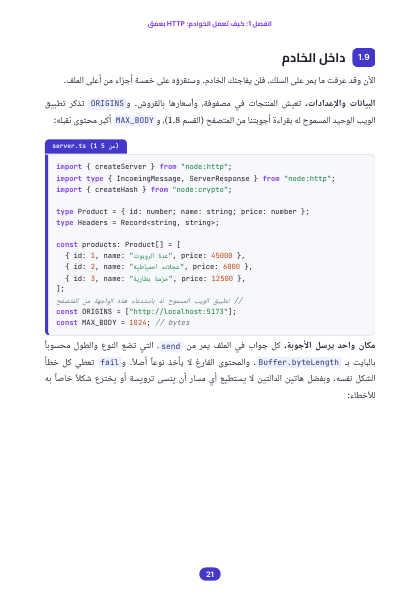 الفصل 1: كيف تعمل الخوادم: HTTP بعمق
1.9 داخل الخادم
الآن وقد عرفت ما يمر على السلك، فلن يفاجئك الخادم. وسنقرؤه على خمسة أجزاء من أعلى الملف.
البيانات والإعدادات. تعيش المنتجات في مصفوفة، وأسعارها بالقروش. و ORIGINS تذكر تطبيق
الويب الوحيد المسموح له بقراءة أجوبتنا من المتصفح (القسم 1.8)، و MAX_BODY أكبر محتوى نقبله:
server.ts (1 من 5)
import { createServer } from "node:http";
import type { IncomingMessage, ServerResponse } from "node:http";
import { createHash } from "node:crypto";
type Product = { id: number; name: string; price: number };
type Headers = Record<string, string>;
const products: Product[] = [
{ id: 1, name: "عدة الروبوت", price: 45000 },
{ id: 2, name: "عجلات احتياطية", price: 6000 },
{ id: 3, name: "حزمة بطارية", price: 12500 },
];
// تطبيق الويب المسموح له باستدعاء هذه الواجهة من المتصفح
const ORIGINS = ["http://localhost:5173"];
const MAX_BODY = 1024; // bytes
مكان واحد يرسل الأجوبة. كل جواب في الملف يمر من send، التي تضع النوع والطول محسوباً
بالبايت بـ Buffer.byteLength. والمحتوى الفارغ لا يأخذ نوعاً أصلاً. و fail تعطي كل خطأ
الشكل نفسه. وبفضل هاتين الدالتين لا يستطيع أي مسار أن ينسى ترويسة أو يخترع شكلاً خاصاً به
للأخطاء:
21